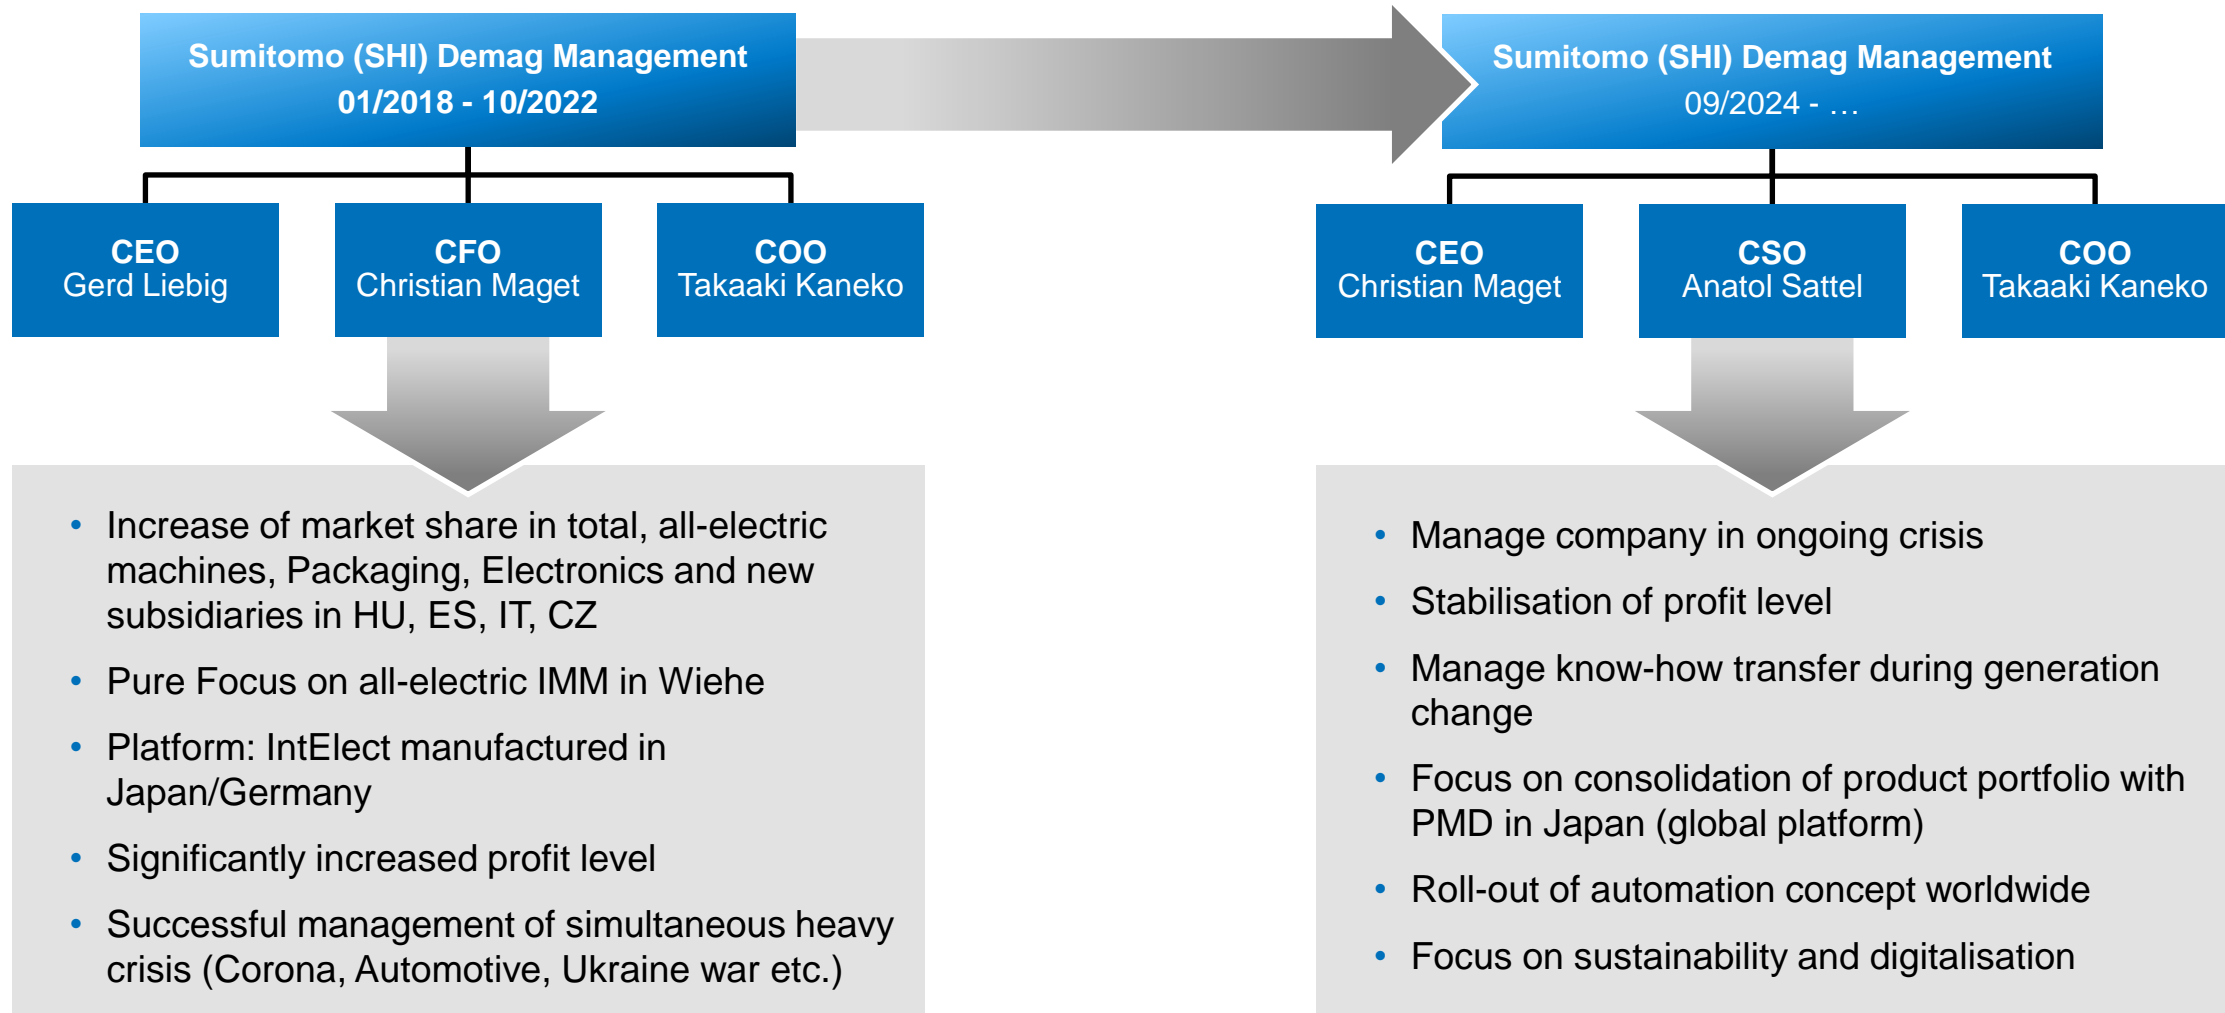 Sumitomo (SHI) Demag Management
01/2018 - 10/2022
CEO
Gerd Liebig
CFO
Christian Maget
COO
Takaaki Kaneko
• Increase of market share in total, all-electric
machines, Packaging, Electronics and new
subsidiaries in HU, ES, IT, CZ
• Pure Focus on all-electric IMM in Wiehe
• Platform: IntElect manufactured in
Japan/Germany
• Significantly increased profit level
• Successful management of simultaneous heavy
crisis (Corona, Automotive, Ukraine war etc.)
Sumitomo (SHI) Demag Management
09/2024 - …
CEO
Christian Maget
CSO
Anatol Sattel
COO
Takaaki Kaneko
• Manage company in ongoing crisis
• Stabilisation of profit level
• Manage know-how transfer during generation
change
• Focus on consolidation of product portfolio with
PMD in Japan (global platform)
• Roll-out of automation concept worldwide
• Focus on sustainability and digitalisation